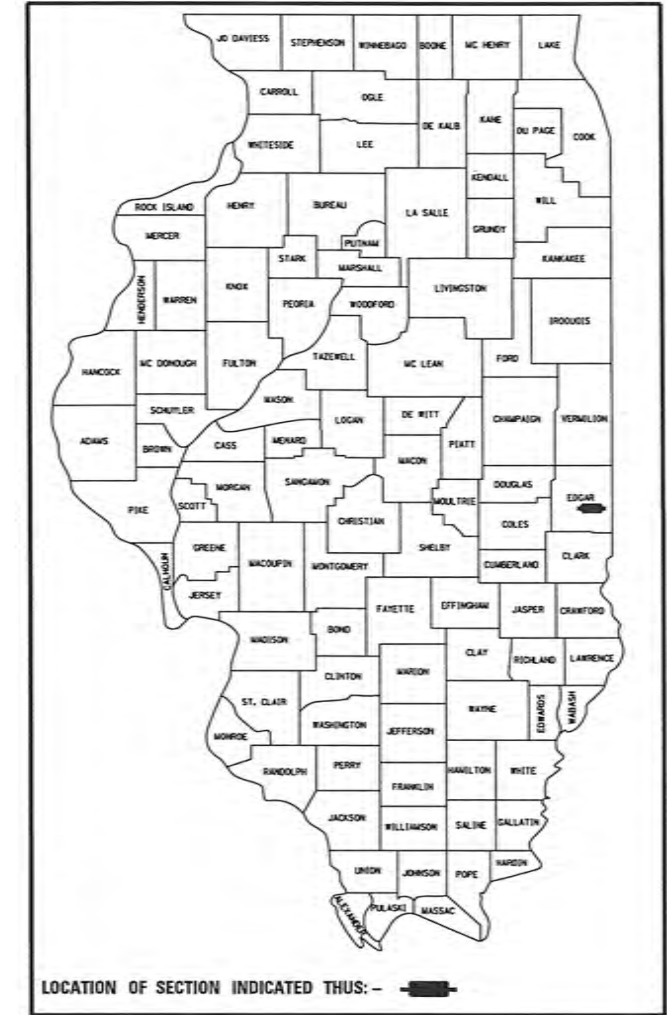 JO DAVIESS STEPHENSON WINNEBAGO BOONE MC HENRY LAKE
CARROLL OGLE
DE KALB KANE DU PAGE COOK
WHITESIDE LEE
KENDALL
ROCK ISLAND HENRY BUREAU LA SALLE WILL
MERCER PUTNAM GRUNDY
STARK MARSHALL KANKAKEE
HENDERSON WARREN KNOX PEORIA WOODFORD LIVINGSTON IROQUOIS
HANCOCK MC DONOUGH FULTON TAZEWELL MC LEAN FORD
MASON
SCHUYLER LOGAN DE WITT CHAMPAIGN VERMILION
ADAMS BROWN CASS MENARD PIATT
MACON
MORGAN SANGAMON DOUGLAS EDGAR
PIKE SCOTT CHRISTIAN MOULTRIE COLES
GREENE MACOUPIN MONTGOMERY SHELBY CUMBERLAND CLARK
CALHOUN JERSEY FAYETTE EFFINGHAM JASPER CRAWFORD
MADISON BOND
CLAY RICHLAND LAWRENCE
CLINTON MARION
ST. CLAIR WAYNE EDWARDS WABASH
MONROE WASHINGTON JEFFERSON
RANDOLPH PERRY HAMILTON WHITE
FRANKLIN
JACKSON WILLIAMSON SALINE GALLATIN
UNION JOHNSON POPE HARDIN
ALEXANDER PULASKI MASSAC
LOCATION OF SECTION INDICATED THUS: -